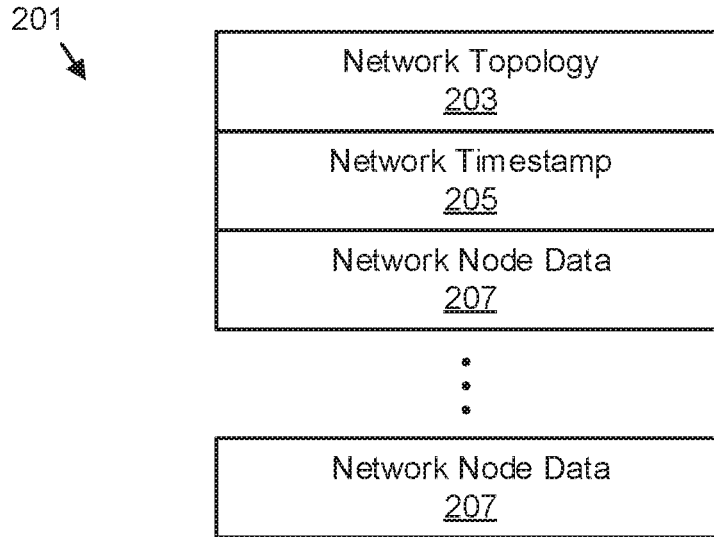 201
Network Topology
203
Network Timestamp
205
Network Node Data
207
Network Node Data
207